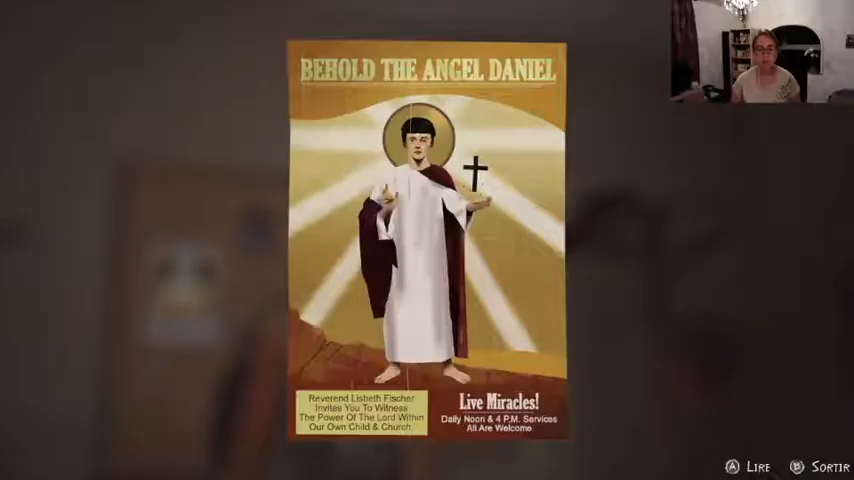 BEHOLD THE ANGEL DANIEL
Reverend Lisbeth Fischer
Invites You To Witness
The Power Of The Lord Within
Our Own Child & Church.
Live Miracles!
Daily Noon & 4 P.M. Services
All Are Welcome
A LIRE
B SORTIR